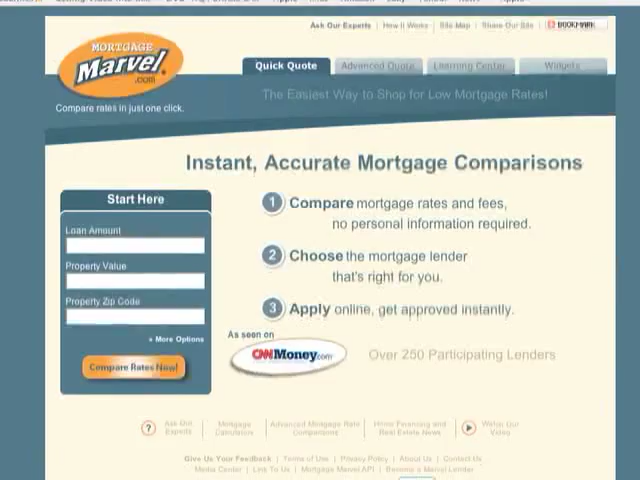 Ask Our Experts | How It Works | Site Map | Share Our Site | BOOKMARK
MORTGAGE
Marvel
.com
Compare rates in just one click.
Quick Quote
Advanced Quote
Learning Center
Widgets
The Easiest Way to Shop for Low Mortgage Rates!
Instant, Accurate Mortgage Comparisons
Start Here
Loan Amount
Property Value
Property Zip Code
+ More Options
Compare Rates Now!
1 Compare mortgage rates and fees,
no personal information required.
2 Choose the mortgage lender
that's right for you.
3 Apply online, get approved instantly.
As seen on
CNNMoney.com
Over 250 Participating Lenders
? Ask Our
Experts
Mortgage
Calculators
Advanced Mortgage Rate
Comparisons
Home Financing and
Real Estate News
Watch Our
Video
Give Us Your Feedback | Terms of Use | Privacy Policy | About Us | Contact Us
Media Center | Link To Us | Mortgage Marvel API | Become a Marvel Lender